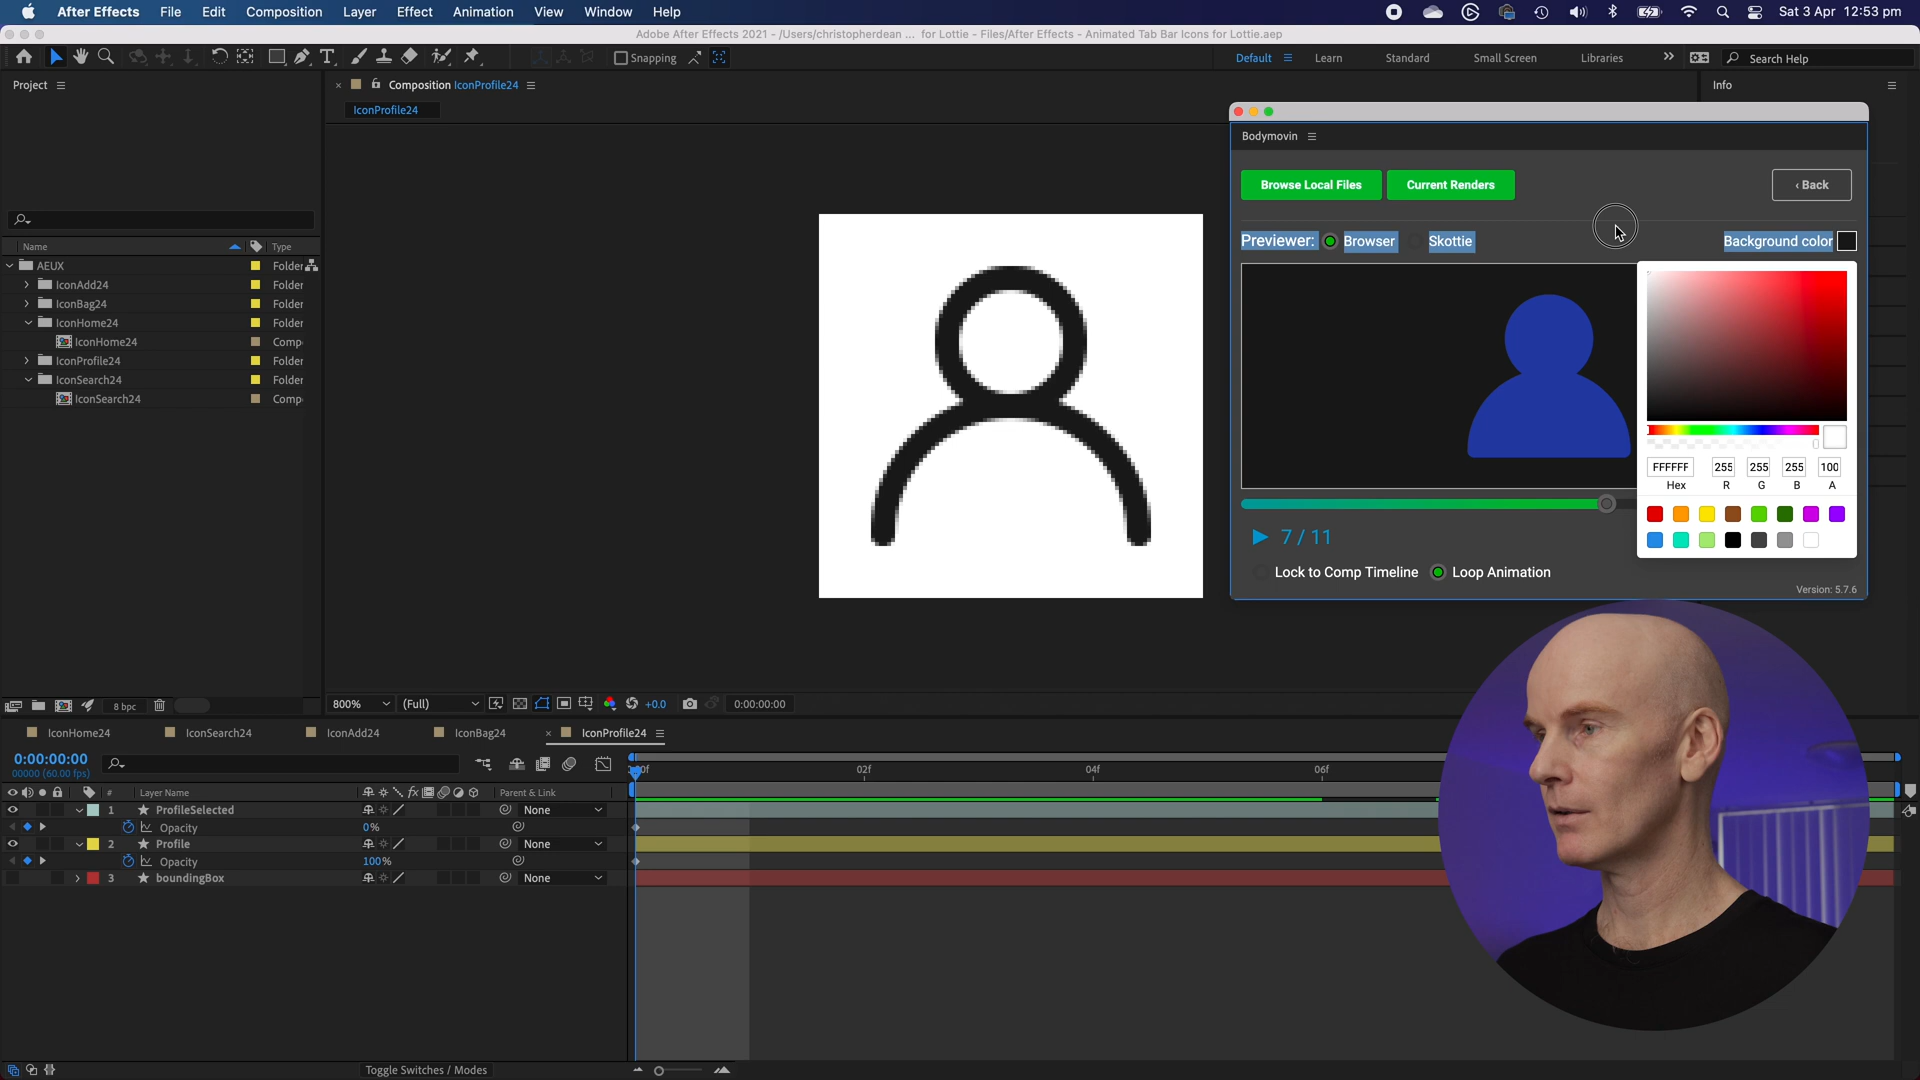 After Effects File Edit Composition Layer Effect Animation View Window Help Sat 3 Apr 12:53 pm
Adobe After Effects 2021 - /Users/christopherdean ... for Lottie - Files/After Effects - Animated Tab Bar Icons for Lottie.aep
Snapping Default Learn Standard Small Screen Libraries Search Help
Project
Composition IconProfile24
Info
IconProfile24
Bodymovin
Browse Local Files Current Renders ‹ Back
Previewer: Browser Skottie Background color
Name Type
AEUX Folder
IconAdd24 Folder
IconBag24 Folder
IconHome24 Folder
IconHome24 Comp
IconProfile24 Folder
IconSearch24 Folder
IconSearch24 Comp
FFFFFF 255 255 255 100
Hex R G B A
7 / 11
Lock to Comp Timeline Loop Animation
Version: 5.7.6
8 bpc 800% (Full) +0.0 0:00:00:00
IconHome24 IconSearch24 IconAdd24 IconBag24 IconProfile24
0:00:00:00
00000 (60.00 fps)
02f 04f 06f
# Layer Name fx Parent & Link
1 ProfileSelected None
Opacity 0%
2 Profile None
Opacity 100%
3 boundingBox None
Toggle Switches / Modes